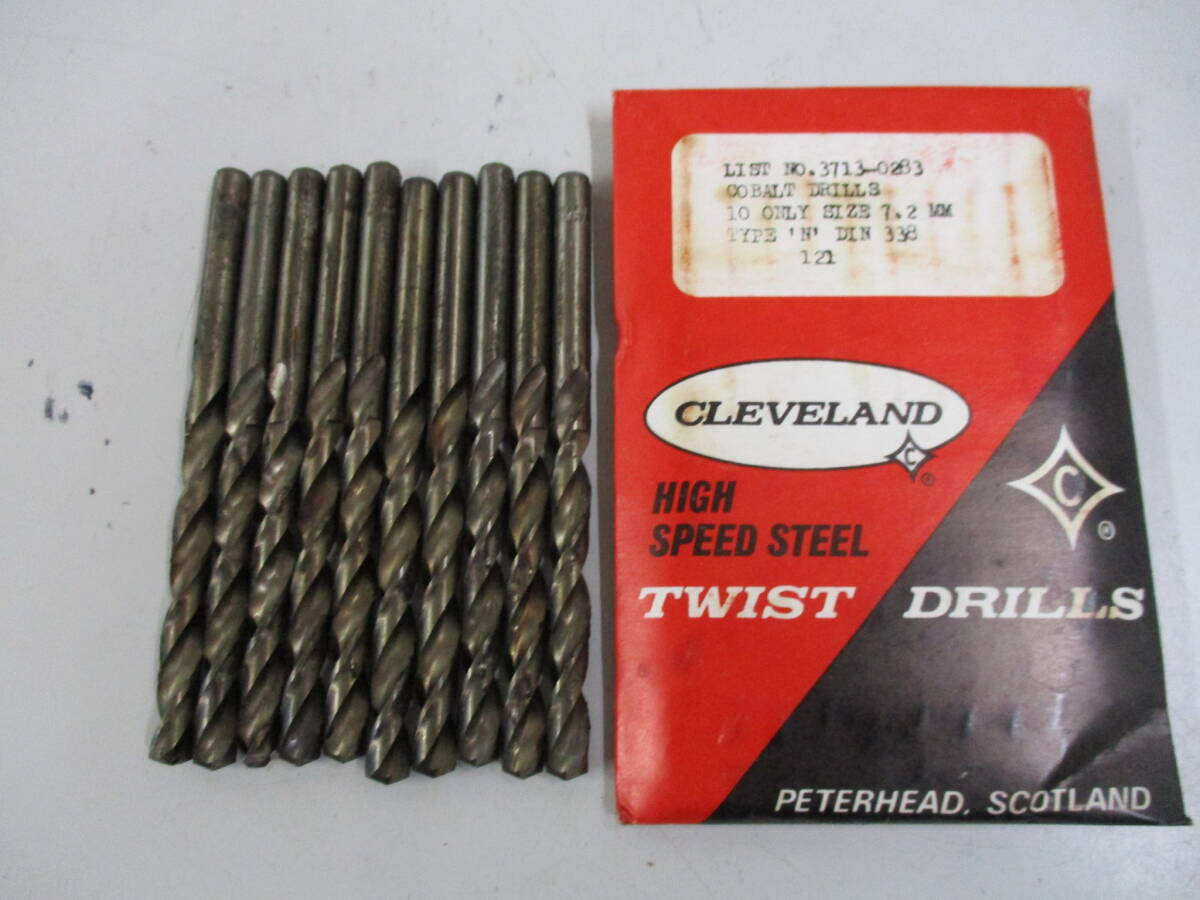 LIST NO.3713-0283
COBALT DRILLS
10 ONLY SIZE 7.2 MM
TYPE 'N' DIN 338
121
CLEVELAND
C
®
HIGH
SPEED STEEL
C
®
TWIST DRILLS
PETERHEAD, SCOTLAND